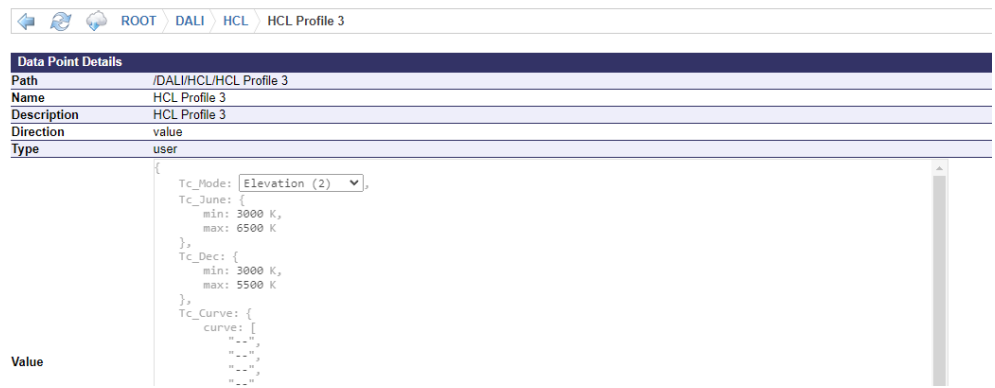 ROOT DALI HCL HCL Profile 3
Data Point Details
Path /DALI/HCL/HCL Profile 3
Name HCL Profile 3
Description HCL Profile 3
Direction value
Type user
{
Tc_Mode: Elevation (2) ,
Tc_June: {
min: 3000 K,
max: 6500 K
},
Tc_Dec: {
min: 3000 K,
max: 5500 K
},
Tc_Curve: {
curve: [
"--",
"--",
Value
"--",
"--"